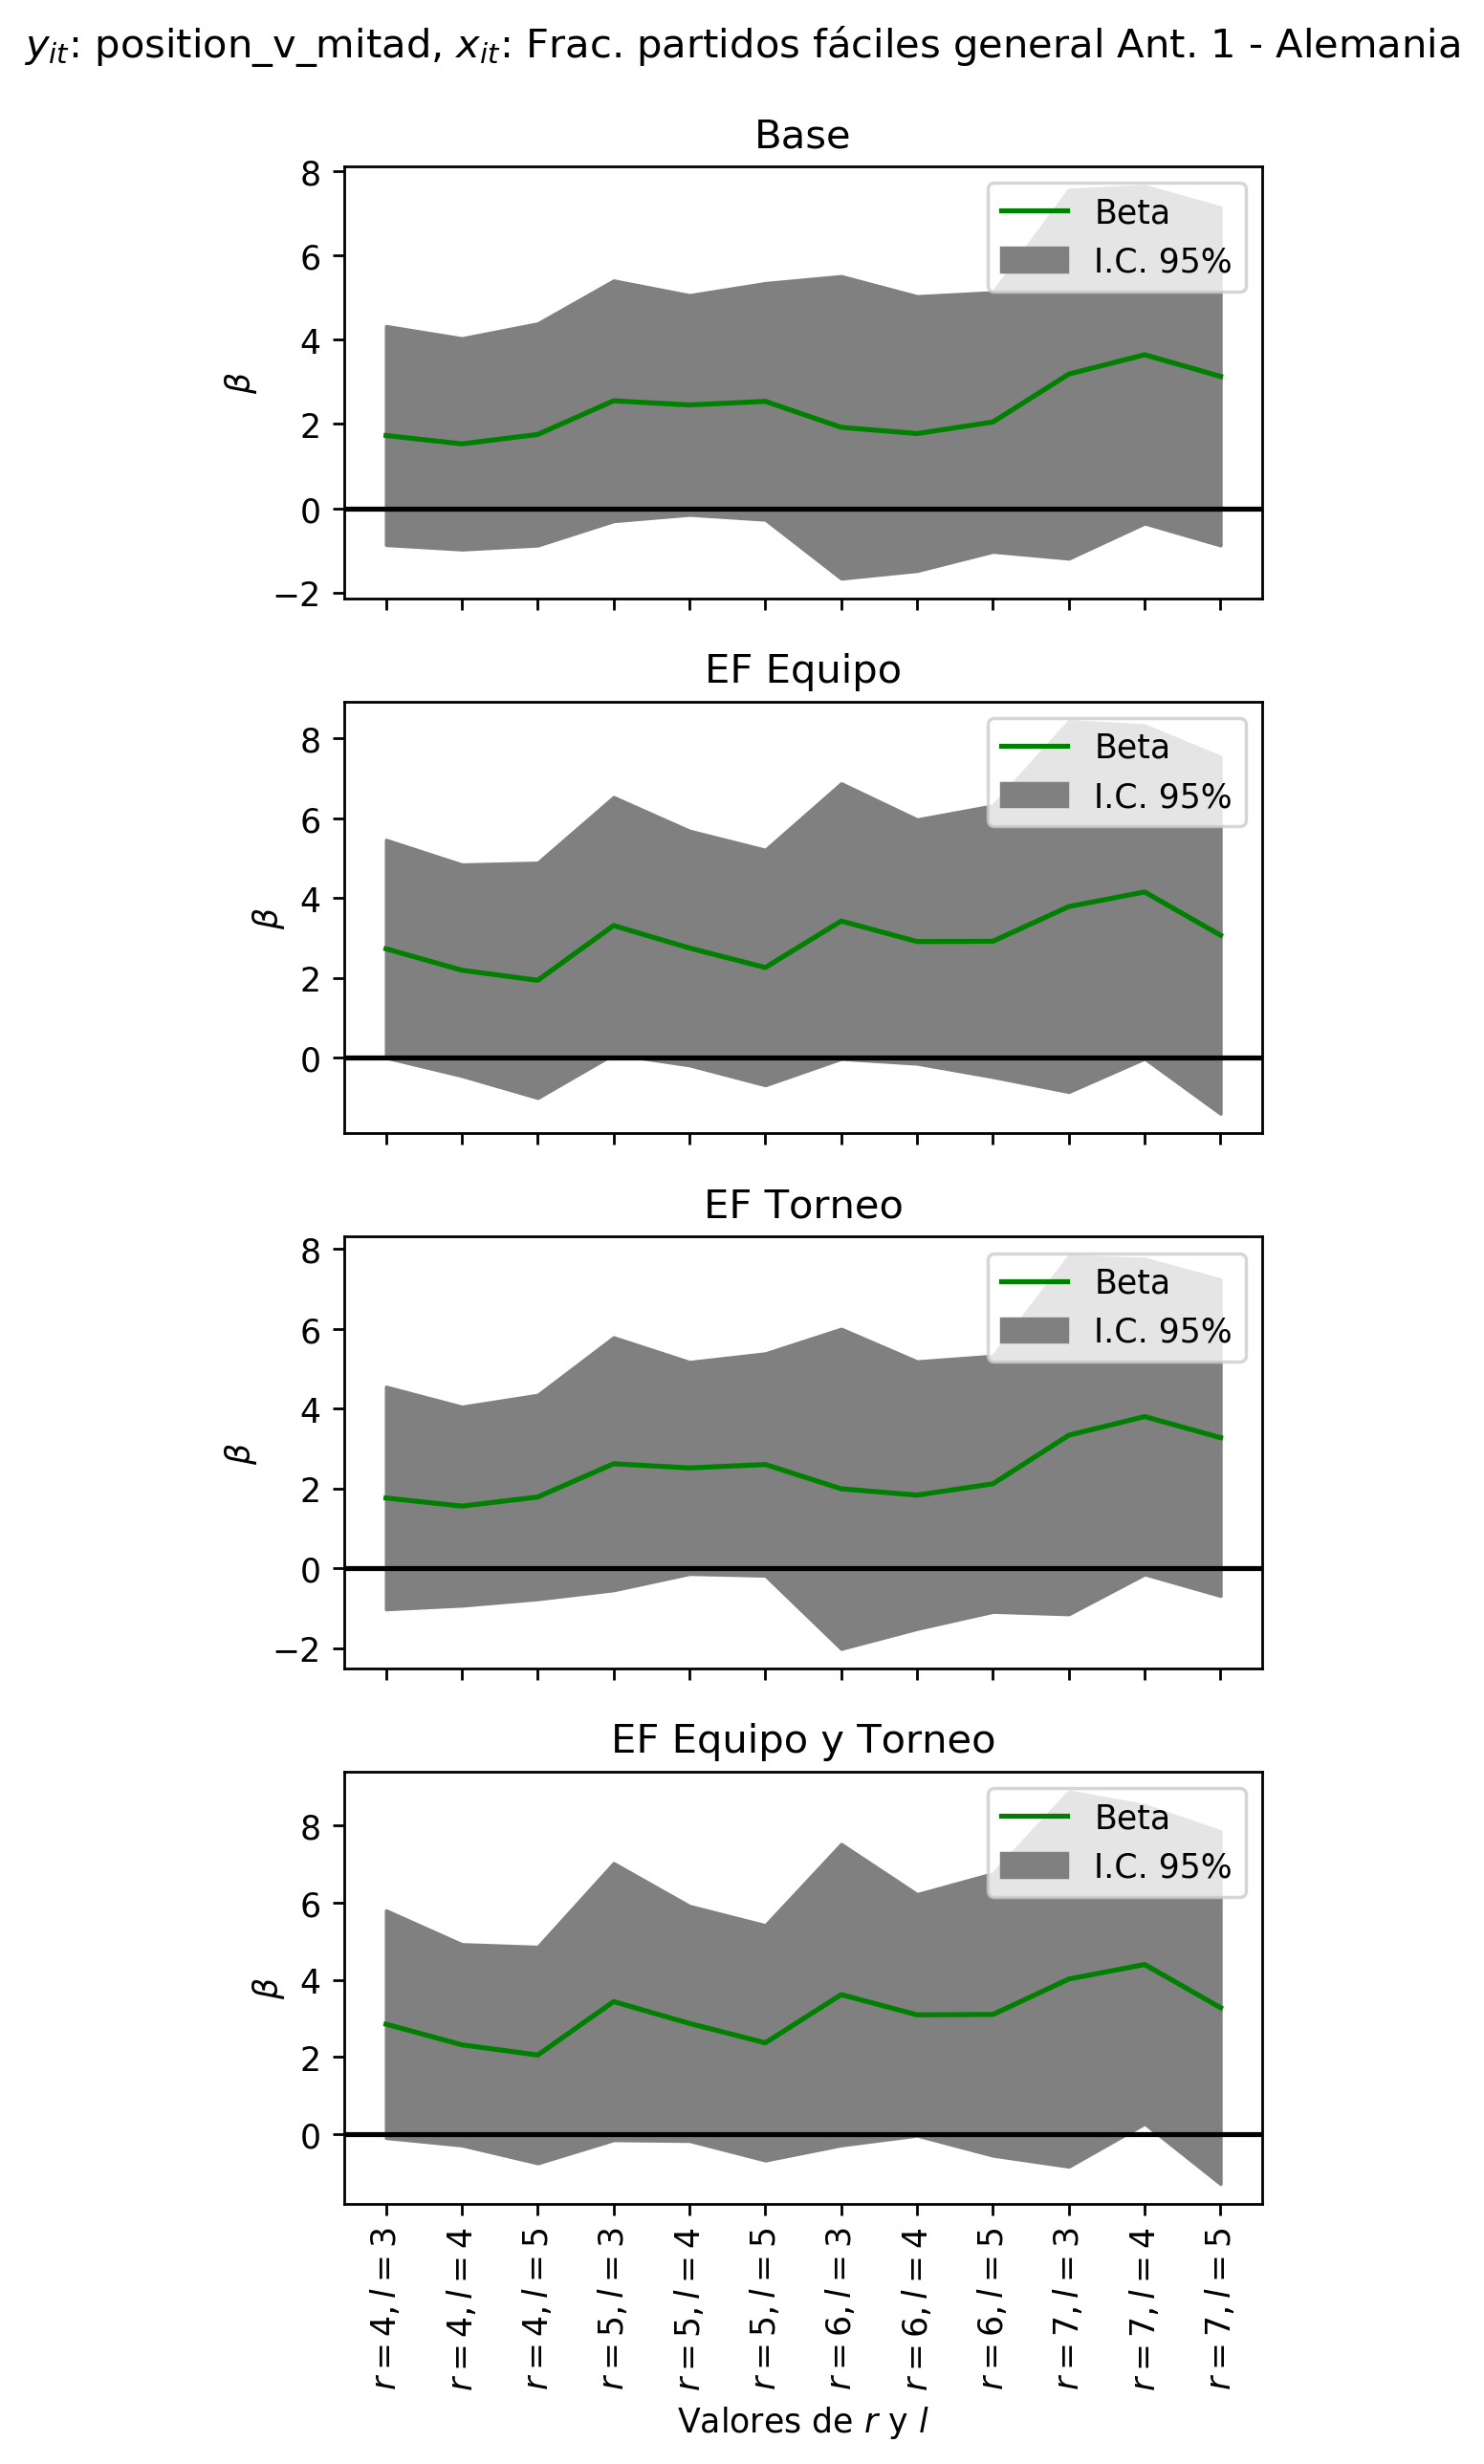 y_it: position_v_mitad, x_it: Frac. partidos fáciles general Ant. 1 - Alemania
Base
8
6
4
2
0
−2
β
Beta
I.C. 95%
EF Equipo
8
6
4
2
0
β
Beta
I.C. 95%
EF Torneo
8
6
4
2
0
−2
β
Beta
I.C. 95%
EF Equipo y Torneo
8
6
4
2
0
β
Beta
I.C. 95%
r = 4, l = 3
r = 4, l = 4
r = 4, l = 5
r = 5, l = 3
r = 5, l = 4
r = 5, l = 5
r = 6, l = 3
r = 6, l = 4
r = 6, l = 5
r = 7, l = 3
r = 7, l = 4
r = 7, l = 5
Valores de r y l